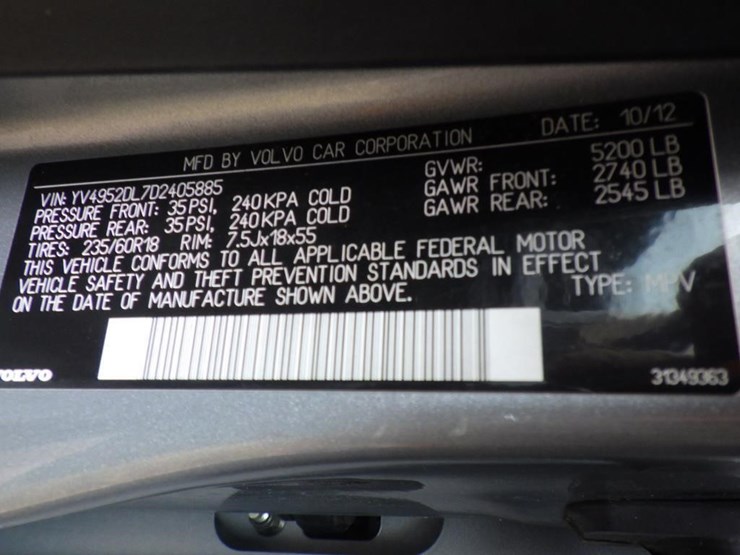 MFD BY VOLVO CAR CORPORATION DATE: 10/12
VIN: YV4952DL7D2405885 GVWR: 5200 LB
PRESSURE FRONT: 35PSI, 240KPA COLD GAWR FRONT: 2740 LB
PRESSURE REAR: 35PSI, 240KPA COLD GAWR REAR: 2545 LB
TIRES: 235/60R18 RIM: 7.5Jx18x55
THIS VEHICLE CONFORMS TO ALL APPLICABLE FEDERAL MOTOR
VEHICLE SAFETY AND THEFT PREVENTION STANDARDS IN EFFECT
ON THE DATE OF MANUFACTURE SHOWN ABOVE. TYPE: MPV
VOLVO 31349363